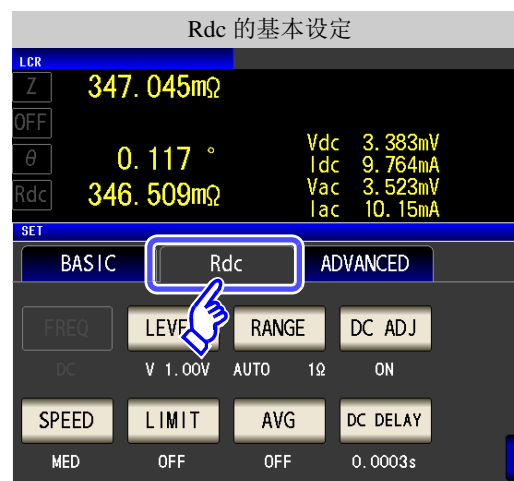 Rdc 的基本设定
LCR
Z 347.045mΩ
OFF
θ 0.117 °
Rdc 346.509mΩ
Vdc 3.383mV
Idc 9.764mA
Vac 3.523mV
Iac 10.15mA
SET
BASIC Rdc ADVANCED
FREQ LEVE RANGE DC ADJ
DC V 1.00V AUTO 1Ω ON
SPEED LIMIT AVG DC DELAY
MED OFF OFF 0.0003s